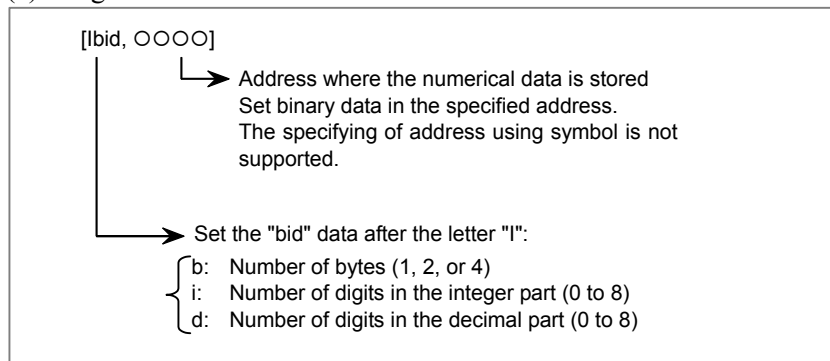 [Ibid, ○○○○]
Address where the numerical data is stored
Set binary data in the specified address.
The specifying of address using symbol is not
supported.
Set the "bid" data after the letter "I":
b: Number of bytes (1, 2, or 4)
i: Number of digits in the integer part (0 to 8)
d: Number of digits in the decimal part (0 to 8)